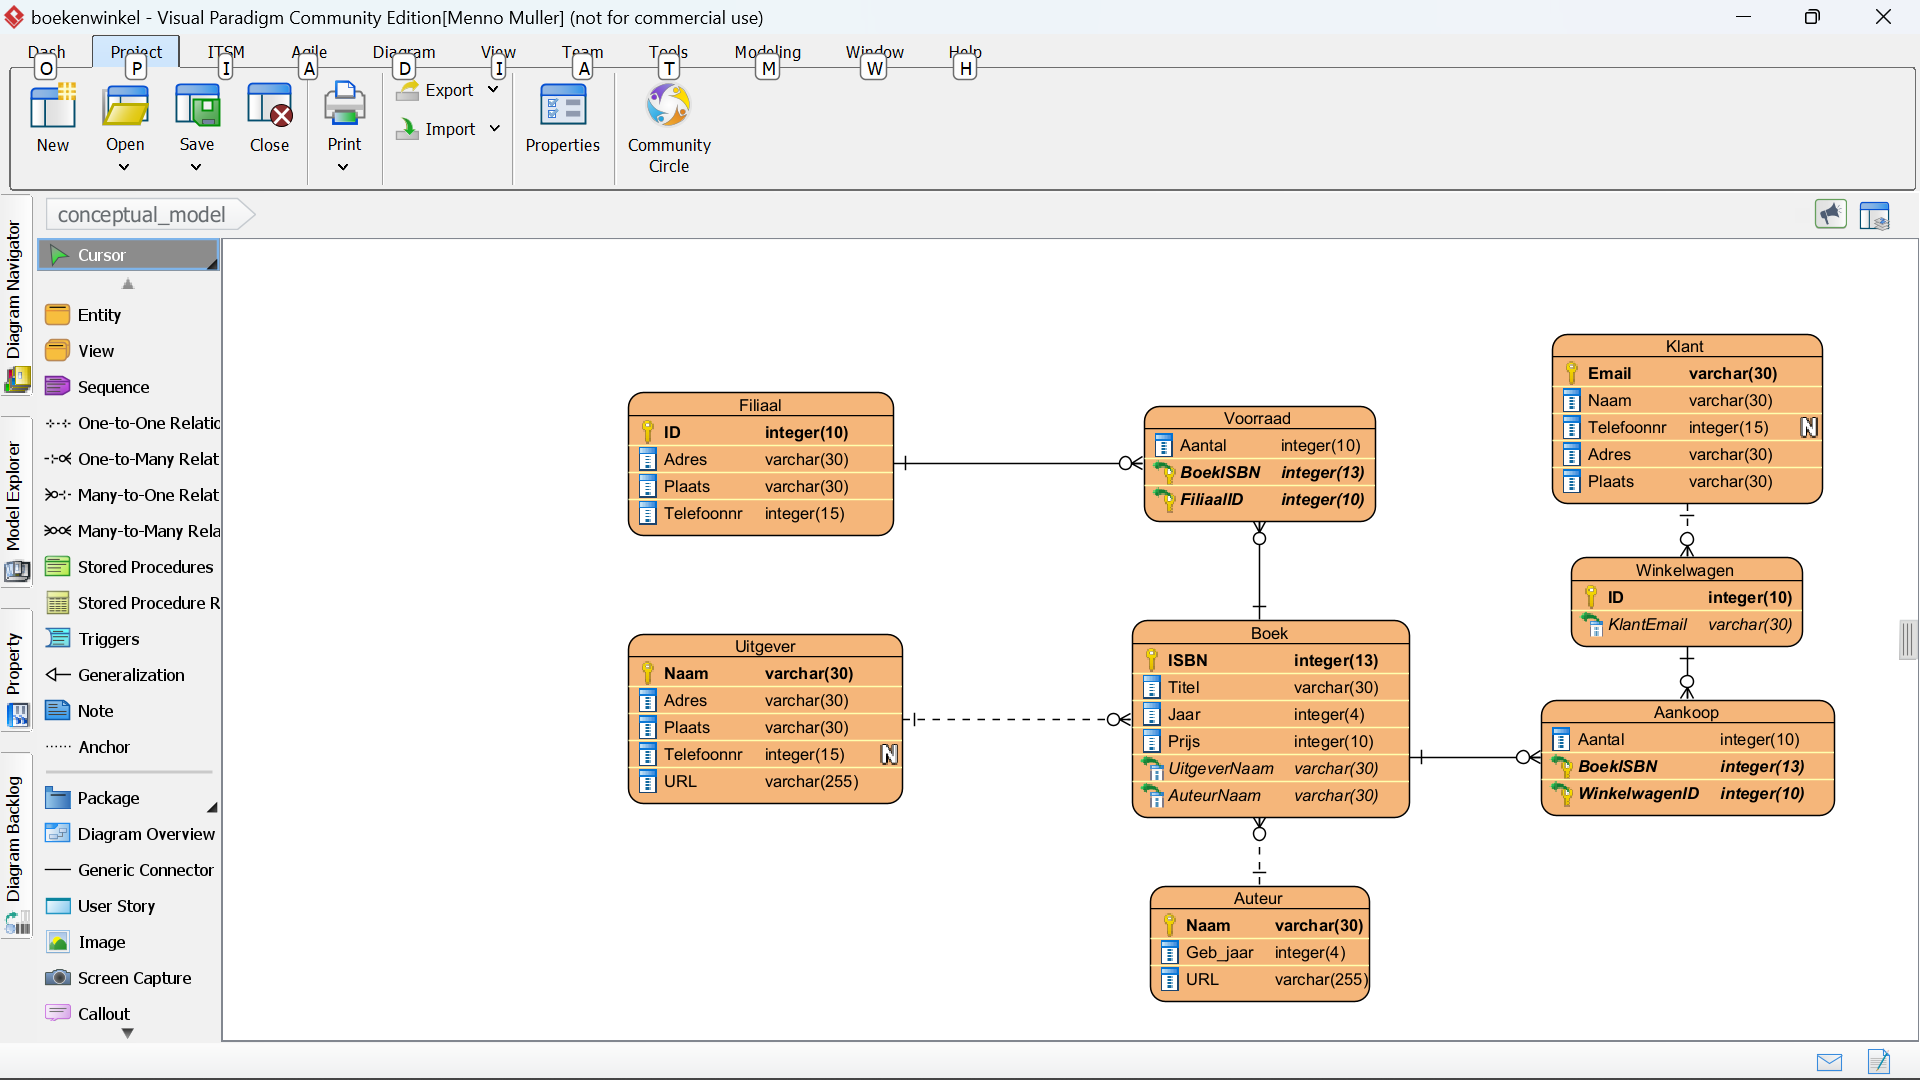 boekenwinkel - Visual Paradigm Community Edition[Menno Muller] (not for commercial use)
Dash Project ITSM Agile Diagram View Team Tools Modeling Window Help
O P I A D I A T M W H
New
Open
Save
Close
Print
Export
Import
Properties
Community
Circle
conceptual_model
Diagram Navigator
Model Explorer
Property
Diagram Backlog
Cursor
Entity
View
Sequence
One-to-One Relatio
One-to-Many Relat
Many-to-One Relat
Many-to-Many Rela
Stored Procedures
Stored Procedure R
Triggers
Generalization
Note
Anchor
Package
Diagram Overview
Generic Connector
User Story
Image
Screen Capture
Callout
Filiaal
ID integer(10)
Adres varchar(30)
Plaats varchar(30)
Telefoonnr integer(15)
Voorraad
Aantal integer(10)
BoekISBN integer(13)
FiliaalID integer(10)
Klant
Email varchar(30)
Naam varchar(30)
Telefoonnr integer(15) N
Adres varchar(30)
Plaats varchar(30)
Winkelwagen
ID integer(10)
KlantEmail varchar(30)
Uitgever
Naam varchar(30)
Adres varchar(30)
Plaats varchar(30)
Telefoonnr integer(15) N
URL varchar(255)
Boek
ISBN integer(13)
Titel varchar(30)
Jaar integer(4)
Prijs integer(10)
UitgeverNaam varchar(30)
AuteurNaam varchar(30)
Aankoop
Aantal integer(10)
BoekISBN integer(13)
WinkelwagenID integer(10)
Auteur
Naam varchar(30)
Geb_jaar integer(4)
URL varchar(255)